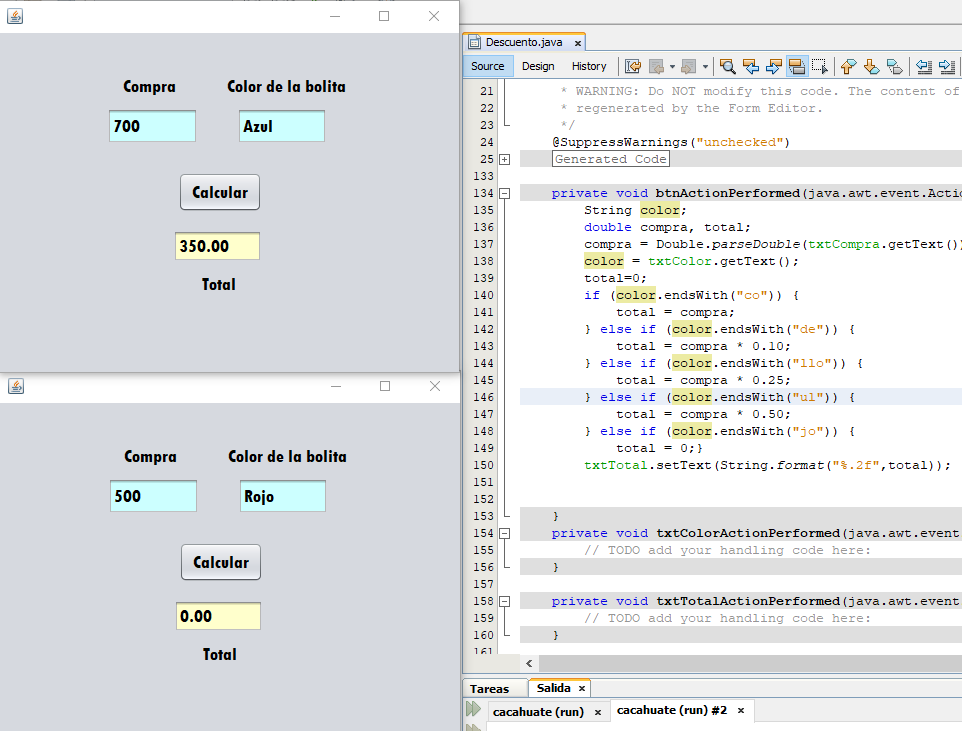 Compra Color de la bolita
700 Azul
Calcular
350.00
Total
Compra Color de la bolita
500 Rojo
Calcular
0.00
Total
Descuento.java x
Source Design History
21 * WARNING: Do NOT modify this code. The content of
22 * regenerated by the Form Editor.
23 */
24 @SuppressWarnings("unchecked")
25 Generated Code
133
134 private void btnActionPerformed(java.awt.event.Actio
135 String color;
136 double compra, total;
137 compra = Double.parseDouble(txtCompra.getText())
138 color = txtColor.getText();
139 total=0;
140 if (color.endsWith("co")) {
141 total = compra;
142 } else if (color.endsWith("de")) {
143 total = compra * 0.10;
144 } else if (color.endsWith("llo")) {
145 total = compra * 0.25;
146 } else if (color.endsWith("ul")) {
147 total = compra * 0.50;
148 } else if (color.endsWith("jo")) {
149 total = 0;}
150 txtTotal.setText(String.format("%.2f",total));
151
152
153 }
154 private void txtColorActionPerformed(java.awt.event.
155 // TODO add your handling code here:
156 }
157
158 private void txtTotalActionPerformed(java.awt.event.
159 // TODO add your handling code here:
160 }
161
Tareas Salida x
cacahuate (run) x cacahuate (run) #2 x